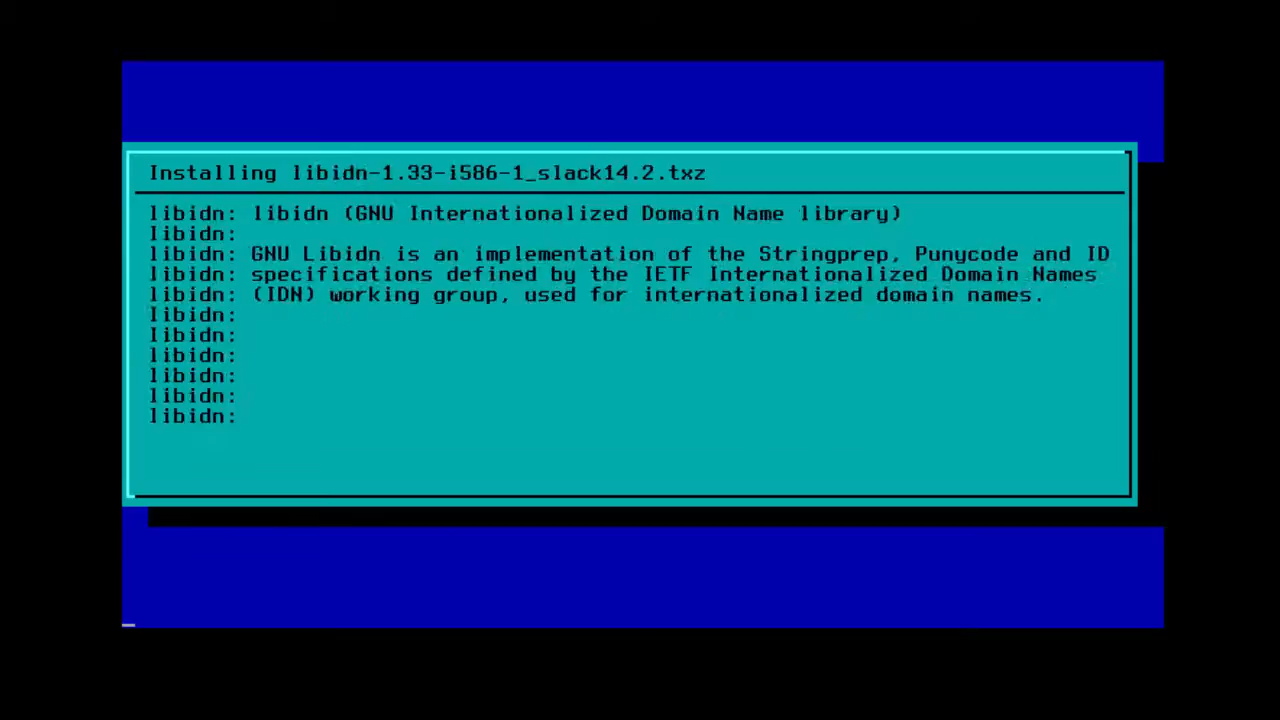 Installing libidn-1.33-i586-1_slack14.2.txz
libidn: libidn (GNU Internationalized Domain Name library)
libidn:
libidn: GNU Libidn is an implementation of the Stringprep, Punycode and ID
libidn: specifications defined by the IETF Internationalized Domain Names
libidn: (IDN) working group, used for internationalized domain names.
libidn:
libidn:
libidn:
libidn:
libidn:
libidn: